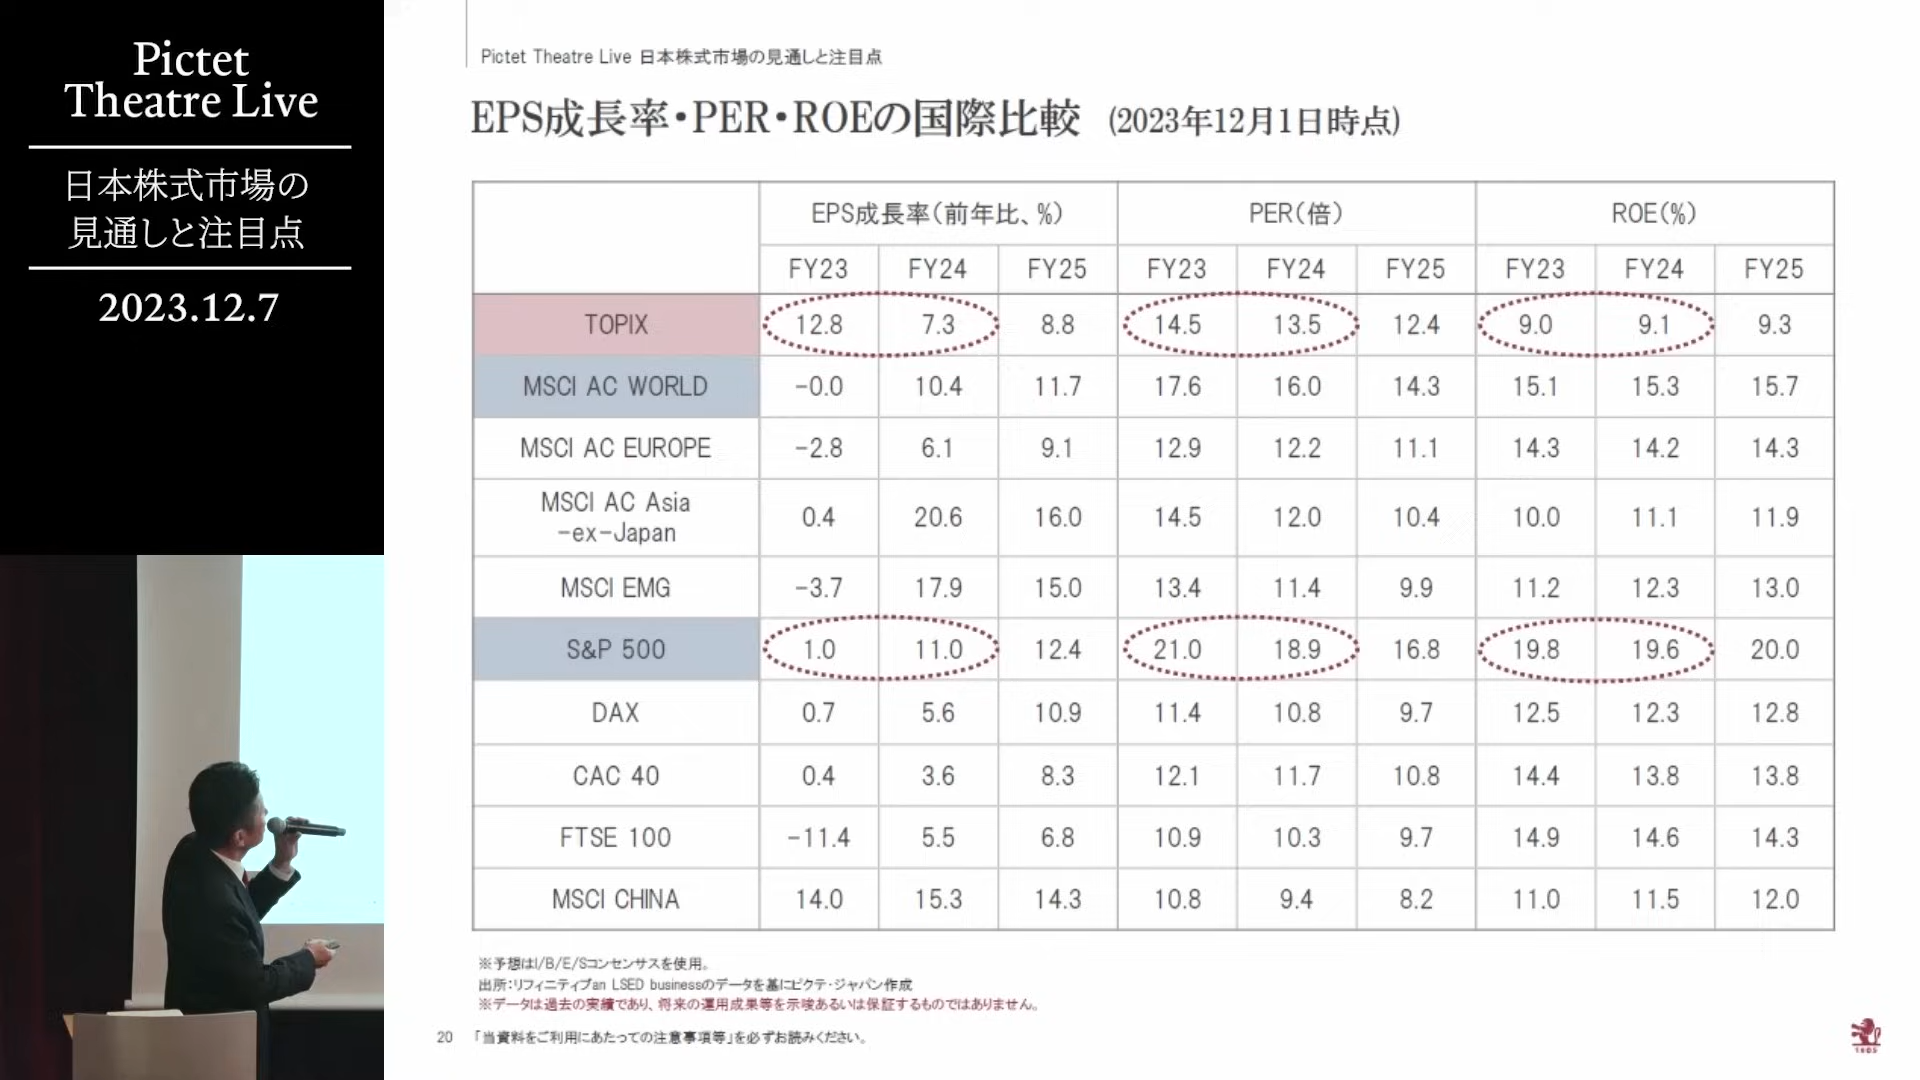 Pictet
Theatre Live
日本株式市場の
見通しと注目点
2023.12.7
Pictet Theatre Live 日本株式市場の見通しと注目点
EPS成長率・PER・ROEの国際比較 (2023年12月1日時点)
EPS成長率(前年比、%) PER(倍) ROE(%)
FY23 FY24 FY25 FY23 FY24 FY25 FY23 FY24 FY25
TOPIX 12.8 7.3 8.8 14.5 13.5 12.4 9.0 9.1 9.3
MSCI AC WORLD -0.0 10.4 11.7 17.6 16.0 14.3 15.1 15.3 15.7
MSCI AC EUROPE -2.8 6.1 9.1 12.9 12.2 11.1 14.3 14.2 14.3
MSCI AC Asia
-ex-Japan 0.4 20.6 16.0 14.5 12.0 10.4 10.0 11.1 11.9
MSCI EMG -3.7 17.9 15.0 13.4 11.4 9.9 11.2 12.3 13.0
S&P 500 1.0 11.0 12.4 21.0 18.9 16.8 19.8 19.6 20.0
DAX 0.7 5.6 10.9 11.4 10.8 9.7 12.5 12.3 12.8
CAC 40 0.4 3.6 8.3 12.1 11.7 10.8 14.4 13.8 13.8
FTSE 100 -11.4 5.5 6.8 10.9 10.3 9.7 14.9 14.6 14.3
MSCI CHINA 14.0 15.3 14.3 10.8 9.4 8.2 11.0 11.5 12.0
※予想はI/B/E/Sコンセンサスを使用。
出所:リフィニティブan LSED businessのデータを基にピクテ・ジャパン作成
※データは過去の実績であり、将来の運用成果等を示唆あるいは保証するものではありません。
20 「当資料をご利用にあたっての注意事項等」を必ずお読みください。
1805